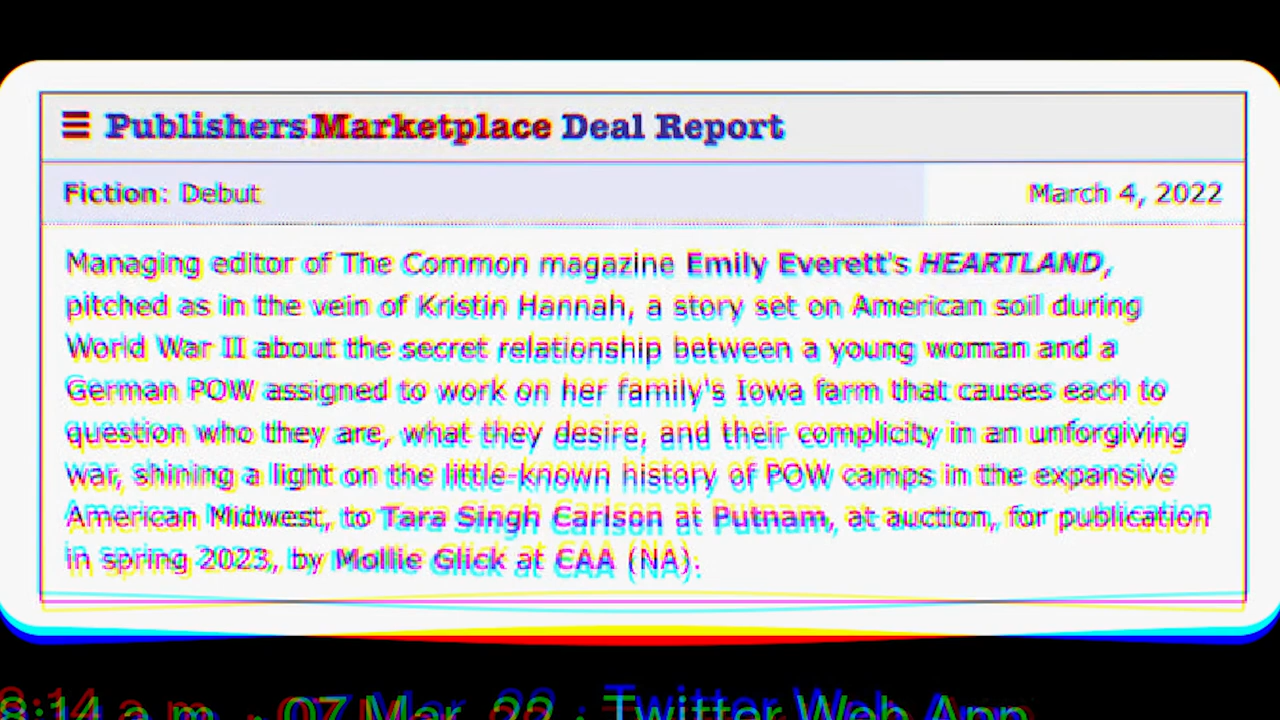 ☰ PublishersMarketplace Deal Report
Fiction: Debut March 4, 2022
Managing editor of The Common magazine Emily Everett's HEARTLAND,
pitched as in the vein of Kristin Hannah, a story set on American soil during
World War II about the secret relationship between a young woman and a
German POW assigned to work on her family's Iowa farm that causes each to
question who they are, what they desire, and their complicity in an unforgiving
war, shining a light on the little-known history of POW camps in the expansive
American Midwest, to Tara Singh Carlson at Putnam, at auction, for publication
in spring 2023, by Mollie Glick at CAA (NA).
8:14 a.m. · 07 Mar. 22 · Twitter Web App